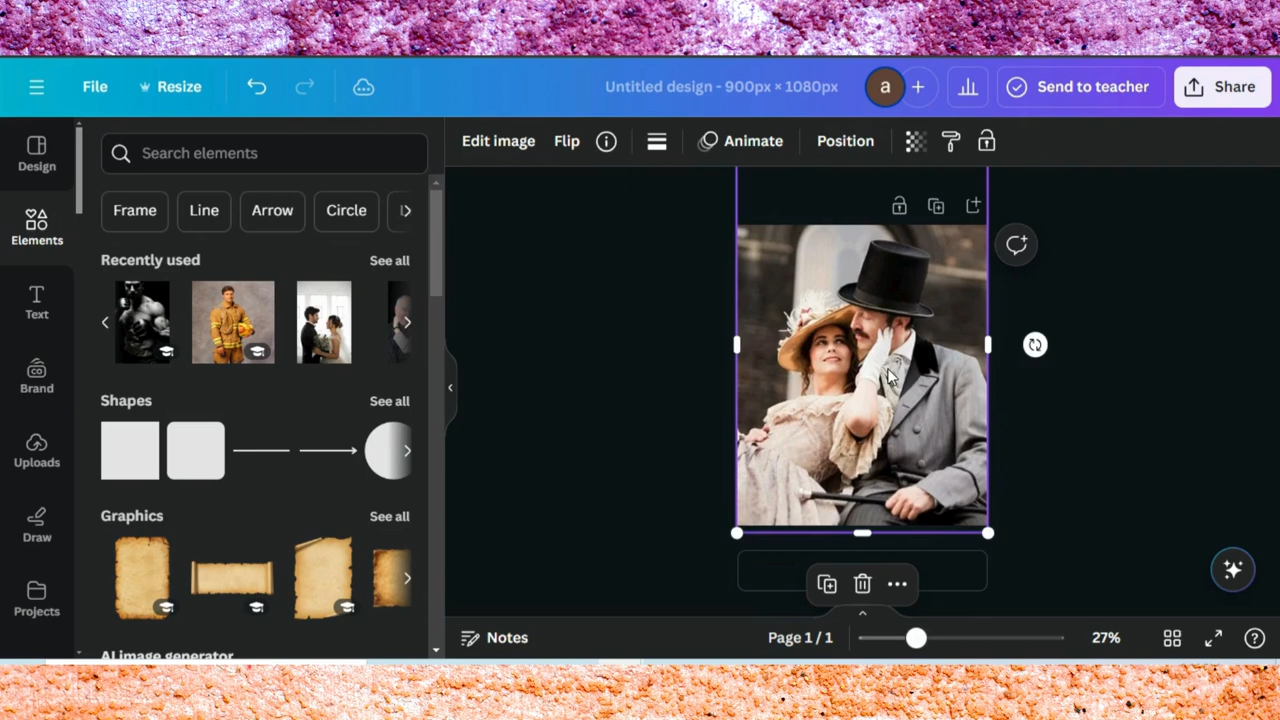 File
Resize
Untitled design - 900px × 1080px
a
+
Send to teacher
Share
Design
Elements
Text
Brand
Uploads
Draw
Projects
Search elements
Frame
Line
Arrow
Circle
Recently used
See all
Shapes
See all
Graphics
See all
AI image generator
Edit image
Flip
Animate
Position
Notes
Page 1 / 1
27%